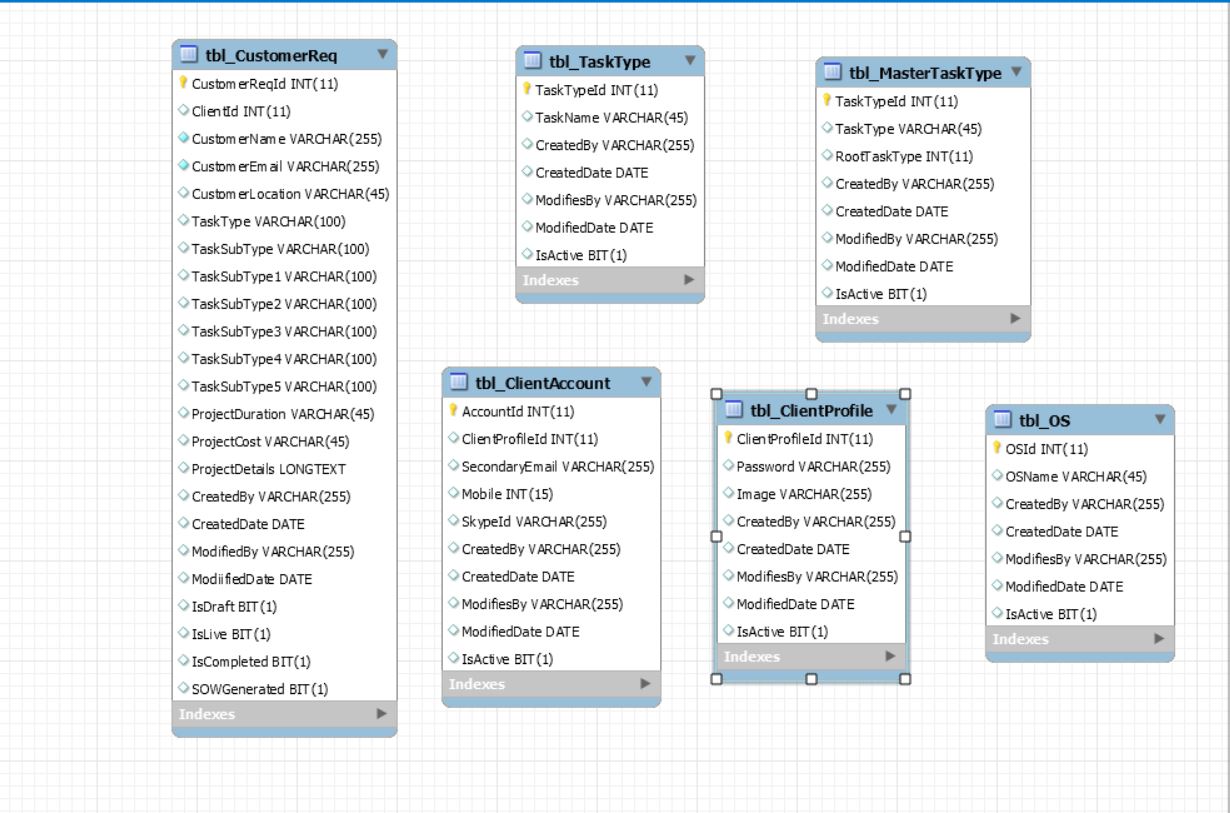 tbl_CustomerReq
CustomerReqId INT(11)
ClientId INT(11)
CustomerName VARCHAR(255)
CustomerEmail VARCHAR(255)
CustomerLocation VARCHAR(45)
TaskType VARCHAR(100)
TaskSubType VARCHAR(100)
TaskSubType1 VARCHAR(100)
TaskSubType2 VARCHAR(100)
TaskSubType3 VARCHAR(100)
TaskSubType4 VARCHAR(100)
TaskSubType5 VARCHAR(100)
ProjectDuration VARCHAR(45)
ProjectCost VARCHAR(45)
ProjectDetails LONGTEXT
CreatedBy VARCHAR(255)
CreatedDate DATE
ModifiedBy VARCHAR(255)
ModiifiedDate DATE
IsDraft BIT(1)
IsLive BIT(1)
IsCompleted BIT(1)
SOWGenerated BIT(1)
Indexes
tbl_TaskType
TaskTypeId INT(11)
TaskName VARCHAR(45)
CreatedBy VARCHAR(255)
CreatedDate DATE
ModifiesBy VARCHAR(255)
ModifiedDate DATE
IsActive BIT(1)
Indexes
tbl_MasterTaskType
TaskTypeId INT(11)
TaskType VARCHAR(45)
RootTaskType INT(11)
CreatedBy VARCHAR(255)
CreatedDate DATE
ModifiedBy VARCHAR(255)
ModifiedDate DATE
IsActive BIT(1)
Indexes
tbl_ClientAccount
AccountId INT(11)
ClientProfileId INT(11)
SecondaryEmail VARCHAR(255)
Mobile INT(15)
SkypeId VARCHAR(255)
CreatedBy VARCHAR(255)
CreatedDate DATE
ModifiesBy VARCHAR(255)
ModifiedDate DATE
IsActive BIT(1)
Indexes
tbl_ClientProfile
ClientProfileId INT(11)
Password VARCHAR(255)
Image VARCHAR(255)
CreatedBy VARCHAR(255)
CreatedDate DATE
ModifiesBy VARCHAR(255)
ModifiedDate DATE
IsActive BIT(1)
Indexes
tbl_OS
OSId INT(11)
OSName VARCHAR(45)
CreatedBy VARCHAR(255)
CreatedDate DATE
ModifiesBy VARCHAR(255)
ModifiedDate DATE
IsActive BIT(1)
Indexes